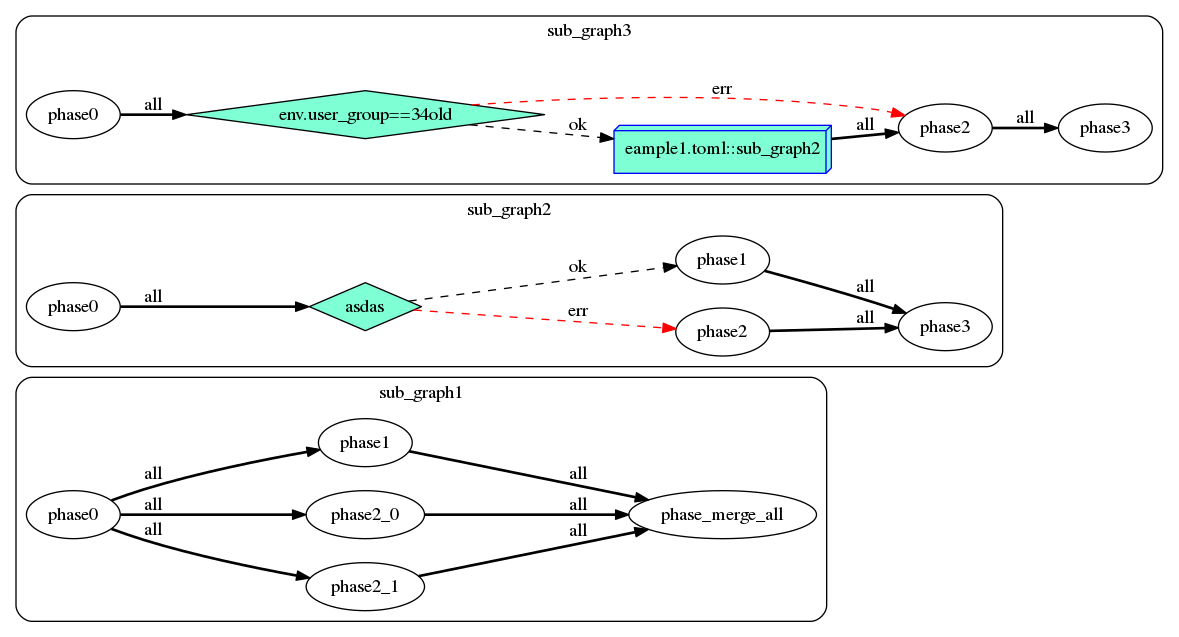 sub_graph3
phase0
all
env.user_group==34old
err
ok
eample1.toml::sub_graph2
all
phase2
all
phase3
sub_graph2
phase0
all
asdas
ok
err
phase1
phase2
all
all
phase3
sub_graph1
phase0
all
all
all
phase1
phase2_0
phase2_1
all
all
all
phase_merge_all